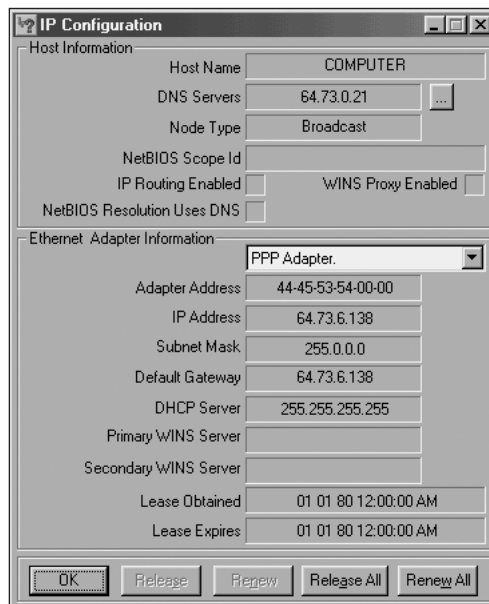 IP Configuration
Host Information
Host Name COMPUTER
DNS Servers 64.73.0.21 ...
Node Type Broadcast
NetBIOS Scope Id
IP Routing Enabled WINS Proxy Enabled
NetBIOS Resolution Uses DNS
Ethernet Adapter Information
PPP Adapter.
Adapter Address 44-45-53-54-00-00
IP Address 64.73.6.138
Subnet Mask 255.0.0.0
Default Gateway 64.73.6.138
DHCP Server 255.255.255.255
Primary WINS Server
Secondary WINS Server
Lease Obtained 01 01 80 12:00:00 AM
Lease Expires 01 01 80 12:00:00 AM
OK Release Renew Release All Renew All